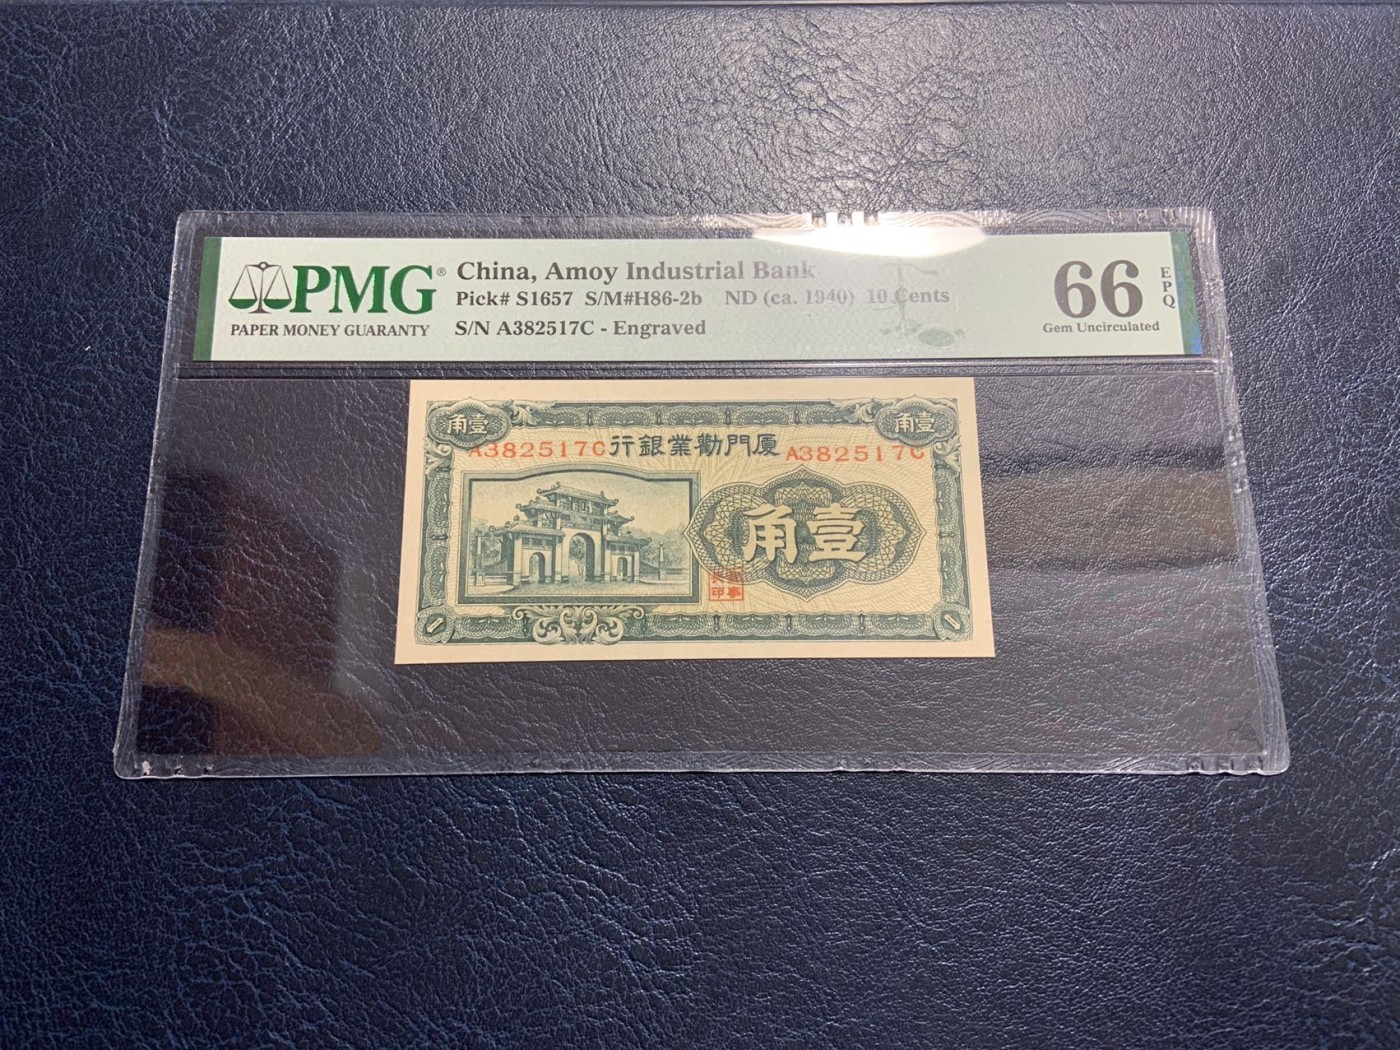 PMG®
PAPER MONEY GUARANTY
China, Amoy Industrial Bank
Pick# S1657 S/M#H86-2b ND (ca. 1940) 10 Cents
S/N A382517C - Engraved
66 EPQ
Gem Uncirculated
角壹
角壹
A382517C 行銀業勸門廈 A382517C
角壹